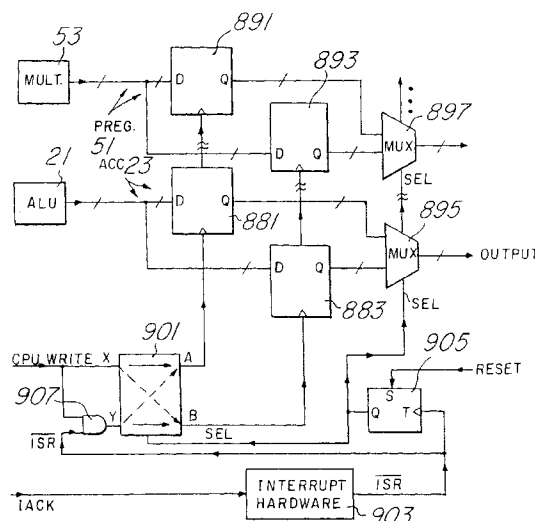 53
891
893
MULT.
D Q
PREG.
897
51
D Q
MUX
ACC 23
SEL
21
ALU
D Q
881
895
D Q
MUX
OUTPUT
883
SEL
901
905
CPU WRITE X
A
907
S
RESET
Y
B
Q T
SEL
ISR
INTERRUPT
HARDWARE
ISR
IACK
903